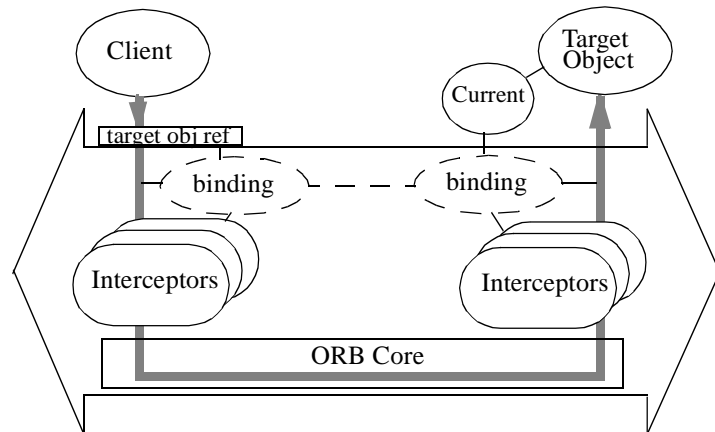 Client
Target
Object
Current
target obj ref
binding
binding
Interceptors
Interceptors
ORB Core